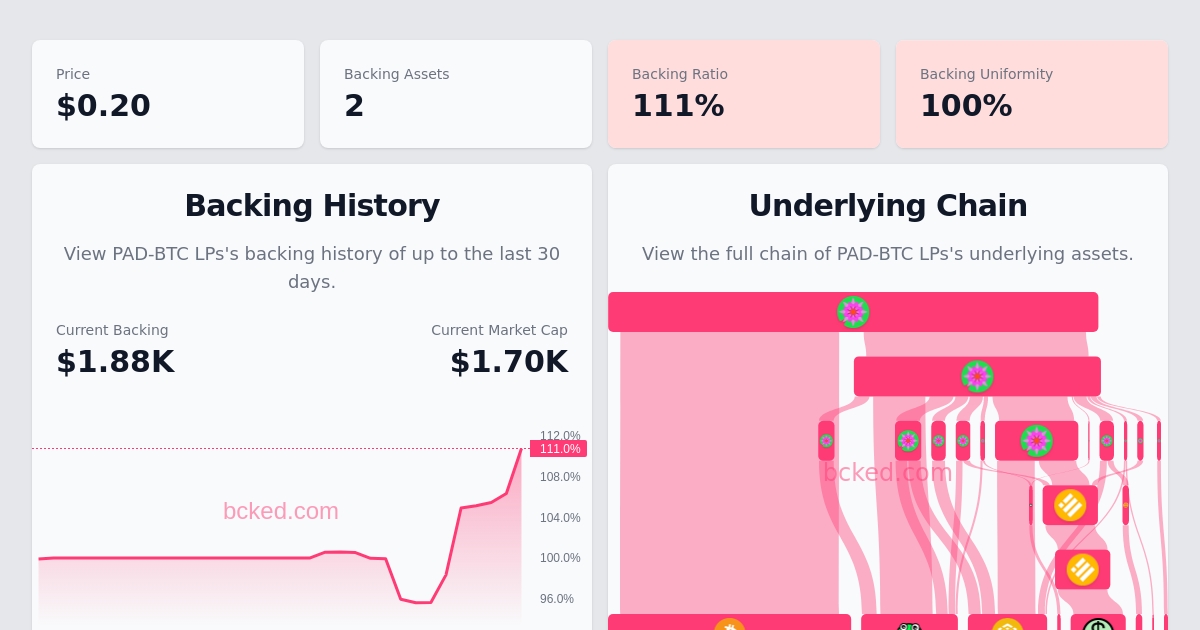 Price
$0.20
Backing Assets
2
Backing Ratio
111%
Backing Uniformity
100%
Backing History
View PAD-BTC LPs's backing history of up to the last 30
days.
Current Backing
$1.88K
Current Market Cap
$1.70K
112.0%
111.0%
108.0%
104.0%
100.0%
96.0%
bcked.com
Underlying Chain
View the full chain of PAD-BTC LPs's underlying assets.
bcked.com